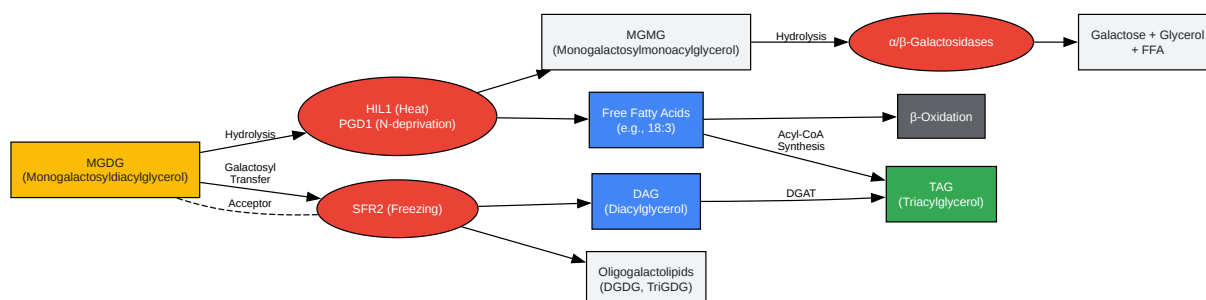 MGDG
(Monogalactosyldiacylglycerol)
Hydrolysis
Galactosyl
Transfer
Acceptor
HIL1 (Heat)
PGD1 (N-deprivation)
SFR2 (Freezing)
MGMG
(Monogalactosylmonoacylglycerol)
Free Fatty Acids
(e.g., 18:3)
DAG
(Diacylglycerol)
Oligogalactolipids
(DGDG, TriGDG)
Hydrolysis
Acyl-CoA
Synthesis
DGAT
α/β-Galactosidases
β-Oxidation
TAG
(Triacylglycerol)
Galactose + Glycerol
+ FFA